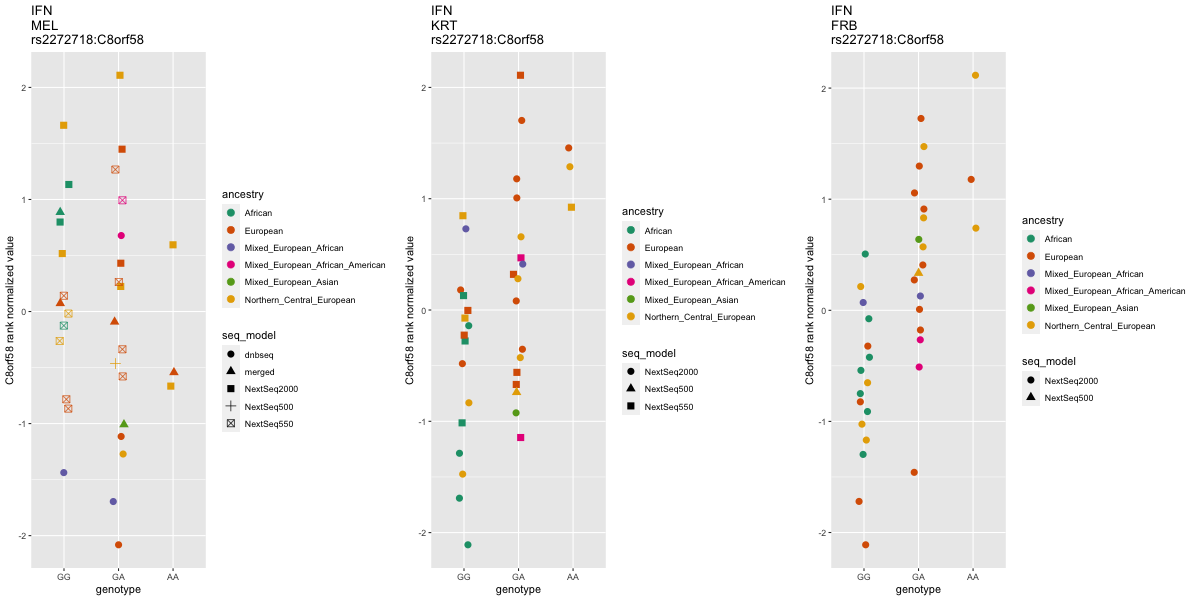 IFN
MEL
rs2272718:C8orf58
C8orf58 rank normalized value
2
1
0
-1
-2
GG
GA
AA
genotype
ancestry
African
European
Mixed_European_African
Mixed_European_African_American
Mixed_European_Asian
Northern_Central_European
seq_model
dnbseq
merged
NextSeq2000
NextSeq500
NextSeq550
IFN
KRT
rs2272718:C8orf58
C8orf58 rank normalized value
2
1
0
-1
-2
GG
GA
AA
genotype
ancestry
African
European
Mixed_European_African
Mixed_European_African_American
Mixed_European_Asian
Northern_Central_European
seq_model
NextSeq2000
NextSeq500
NextSeq550
IFN
FRB
rs2272718:C8orf58
C8orf58 rank normalized value
2
1
0
-1
-2
GG
GA
AA
genotype
ancestry
African
European
Mixed_European_African
Mixed_European_African_American
Mixed_European_Asian
Northern_Central_European
seq_model
NextSeq2000
NextSeq500